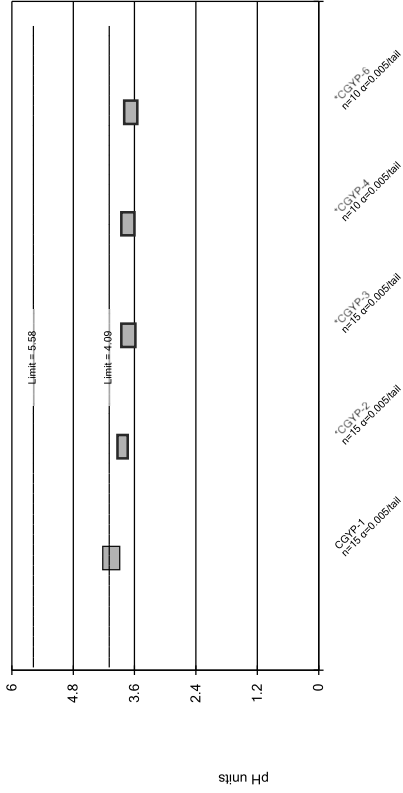 6
4.8
3.6
2.4
1.2
0
pH units
Limit = 5.58
Limit = 4.09
CGYP-1
n=15 α=0.005/tail
*CGYP-2
n=15 α=0.005/tail
*CGYP-3
n=15 α=0.005/tail
*CGYP-4
n=10 α=0.005/tail
*CGYP-6
n=10 α=0.005/tail